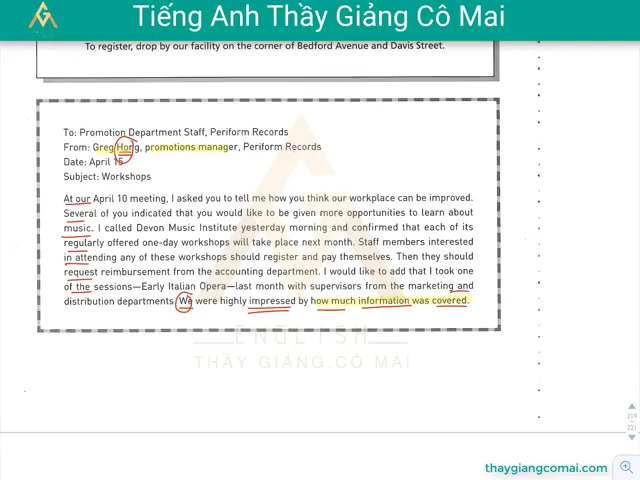 Tiếng Anh Thầy Giảng Cô Mai
To register, drop by our facility on the corner of Bedford Avenue and Davis Street.
To: Promotion Department Staff, Periform Records
From: Greg Hong, promotions manager, Periform Records
Date: April 15
Subject: Workshops
At our April 10 meeting, I asked you to tell me how you think our workplace can be improved.
Several of you indicated that you would like to be given more opportunities to learn about
music. I called Devon Music Institute yesterday morning and confirmed that each of its
regularly offered one-day workshops will take place next month. Staff members interested
in attending any of these workshops should register and pay themselves. Then they should
request reimbursement from the accounting department. I would like to add that I took one
of the sessions—Early Italian Opera—last month with supervisors from the marketing and
distribution departments. We were highly impressed by how much information was covered.
ENGLISH
THẦY GIẢNG.CÔ MAI
219
221
thaygiangcomai.com